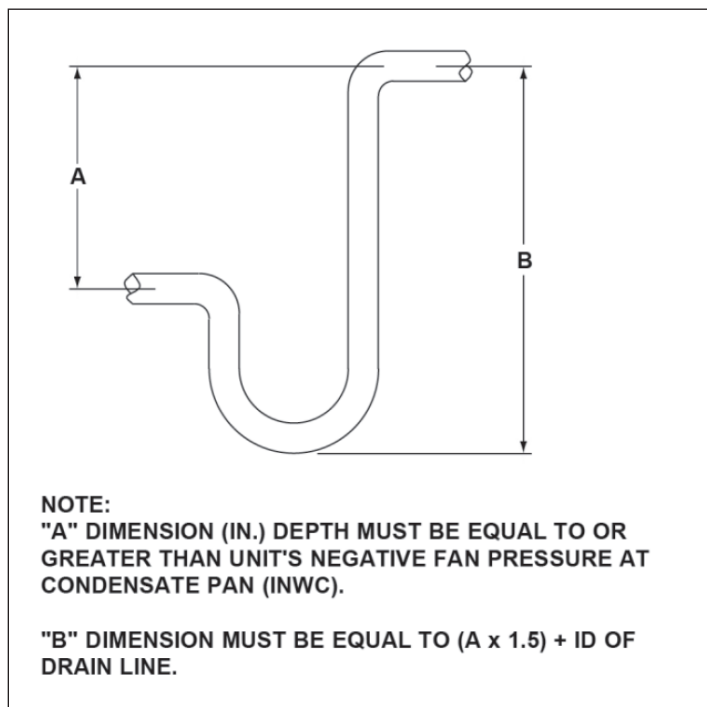 A
B
NOTE:
"A" DIMENSION (IN.) DEPTH MUST BE EQUAL TO OR
GREATER THAN UNIT'S NEGATIVE FAN PRESSURE AT
CONDENSATE PAN (INWC).
"B" DIMENSION MUST BE EQUAL TO (A x 1.5) + ID OF
DRAIN LINE.